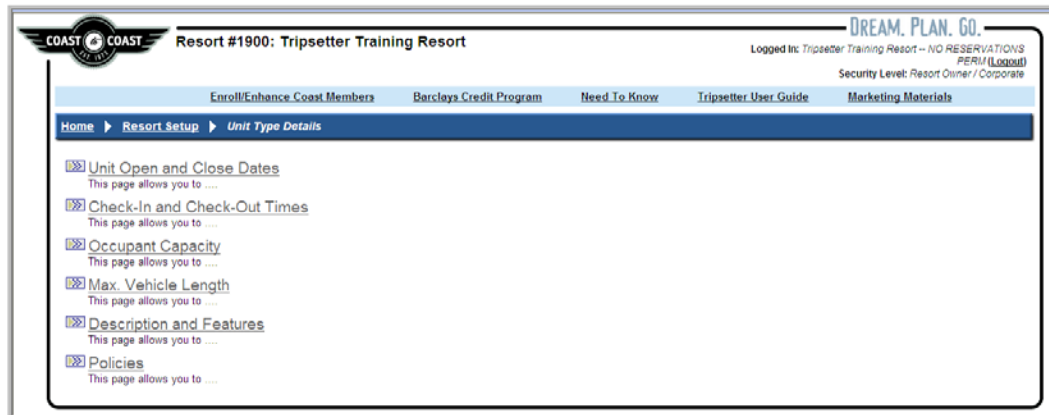 DREAM. PLAN. GO.
COAST COAST
Resort #1900: Tripsetter Training Resort
Logged In: Tripsetter Training Resort -- NO RESERVATIONS
PERM (Logout)
Security Level: Resort Owner / Corporate
Enroll/Enhance Coast Members Barclays Credit Program Need To Know Tripsetter User Guide Marketing Materials
Home Resort Setup Unit Type Details
Unit Open and Close Dates
This page allows you to ....
Check-In and Check-Out Times
This page allows you to ....
Occupant Capacity
This page allows you to ....
Max. Vehicle Length
This page allows you to ....
Description and Features
This page allows you to ....
Policies
This page allows you to ....